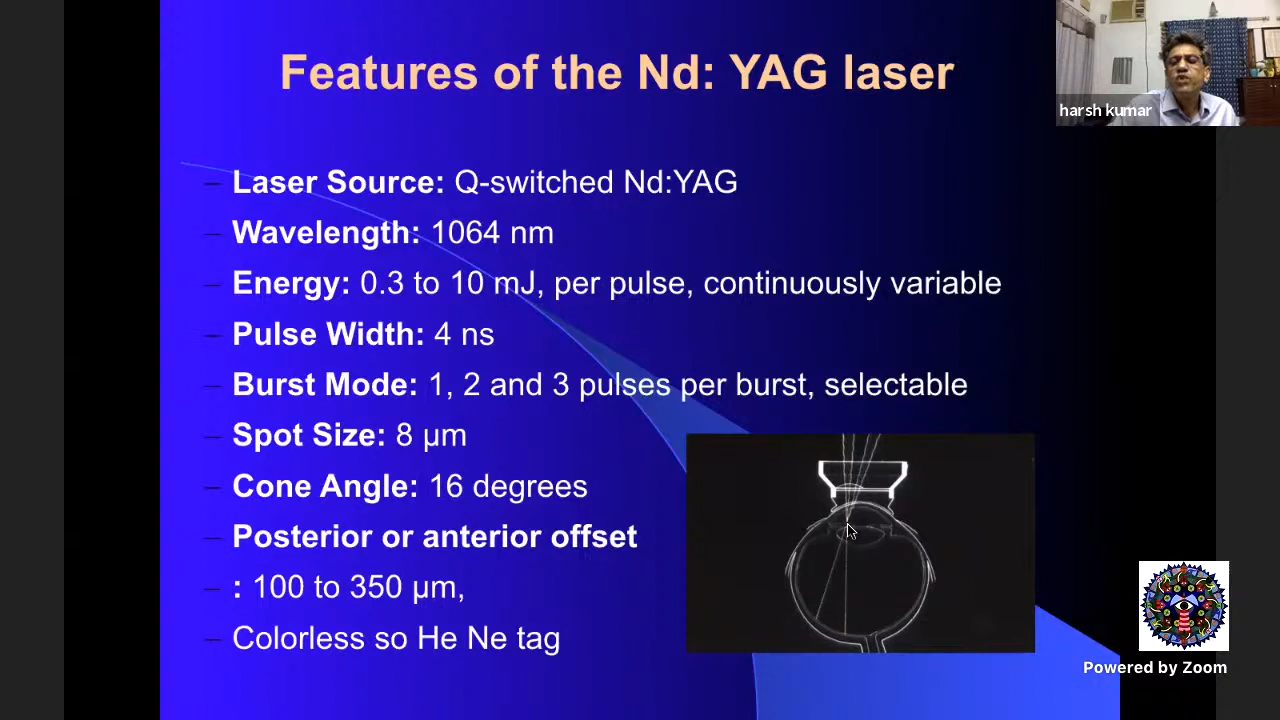 Features of the Nd: YAG laser
harsh kumar
– Laser Source: Q-switched Nd:YAG
– Wavelength: 1064 nm
– Energy: 0.3 to 10 mJ, per pulse, continuously variable
– Pulse Width: 4 ns
– Burst Mode: 1, 2 and 3 pulses per burst, selectable
– Spot Size: 8 μm
– Cone Angle: 16 degrees
– Posterior or anterior offset
– : 100 to 350 μm,
– Colorless so He Ne tag
Powered by Zoom